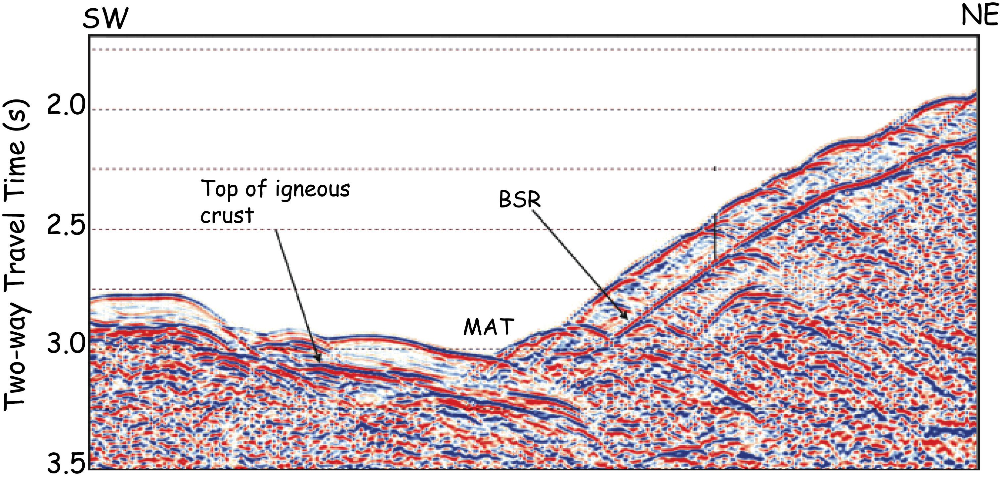 SW
NE
Two-way Travel Time (s)
2.0
2.5
3.0
3.5
Top of igneous
crust
BSR
MAT